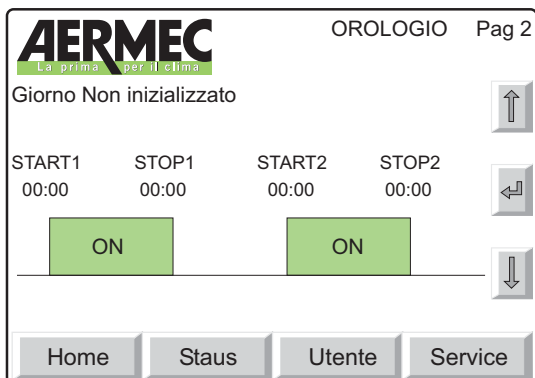 AERMEC
La prima per il clima
OROLOGIO Pag 2
Giorno Non inizializzato
START1 STOP1 START2 STOP2
00:00 00:00 00:00 00:00
ON ON
Home Staus Utente Service